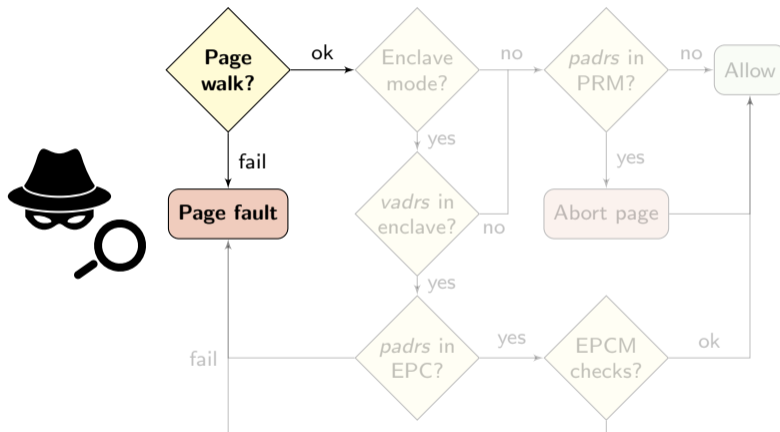 Page
walk?
ok
Enclave
mode?
no
padrs in
PRM?
no
Allow
fail
yes
yes
Page fault
vadrs in
enclave?
no
Abort page
yes
fail
padrs in
EPC?
yes
EPCM
checks?
ok